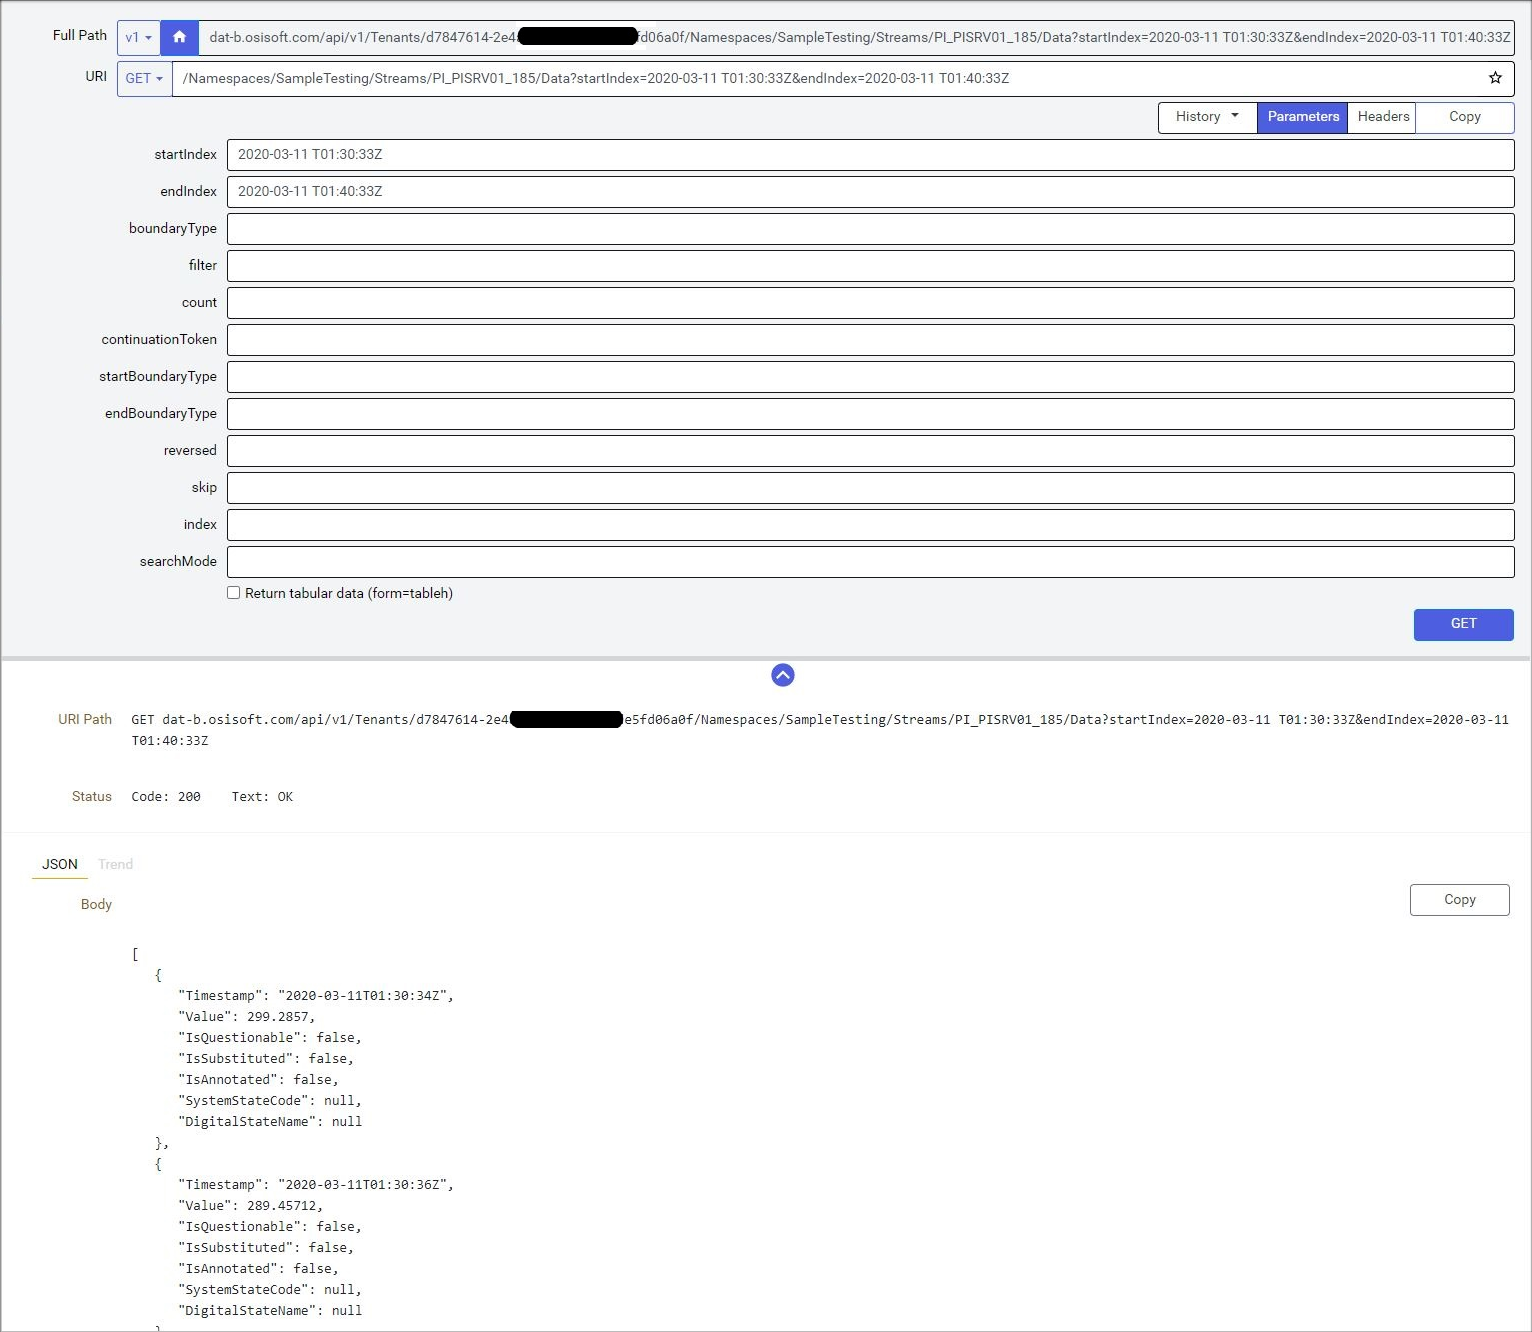 Full Path v1 dat-b.osisoft.com/api/v1/Tenants/d7847614-2e4 fd06a0f/Namespaces/SampleTesting/Streams/PI_PISRV01_185/Data?startIndex=2020-03-11 T01:30:33Z&endIndex=2020-03-11 T01:40:33Z
URI GET /Namespaces/SampleTesting/Streams/PI_PISRV01_185/Data?startIndex=2020-03-11 T01:30:33Z&endIndex=2020-03-11 T01:40:33Z
History Parameters Headers Copy
startIndex 2020-03-11 T01:30:33Z
endIndex 2020-03-11 T01:40:33Z
boundaryType
filter
count
continuationToken
startBoundaryType
endBoundaryType
reversed
skip
index
searchMode
Return tabular data (form=tableh)
GET
URI Path GET dat-b.osisoft.com/api/v1/Tenants/d7847614-2e4 e5fd06a0f/Namespaces/SampleTesting/Streams/PI_PISRV01_185/Data?startIndex=2020-03-11 T01:30:33Z&endIndex=2020-03-11
T01:40:33Z
Status Code: 200 Text: OK
JSON Trend
Body Copy
[
{
"Timestamp": "2020-03-11T01:30:34Z",
"Value": 299.2857,
"IsQuestionable": false,
"IsSubstituted": false,
"IsAnnotated": false,
"SystemStateCode": null,
"DigitalStateName": null
},
{
"Timestamp": "2020-03-11T01:30:36Z",
"Value": 289.45712,
"IsQuestionable": false,
"IsSubstituted": false,
"IsAnnotated": false,
"SystemStateCode": null,
"DigitalStateName": null